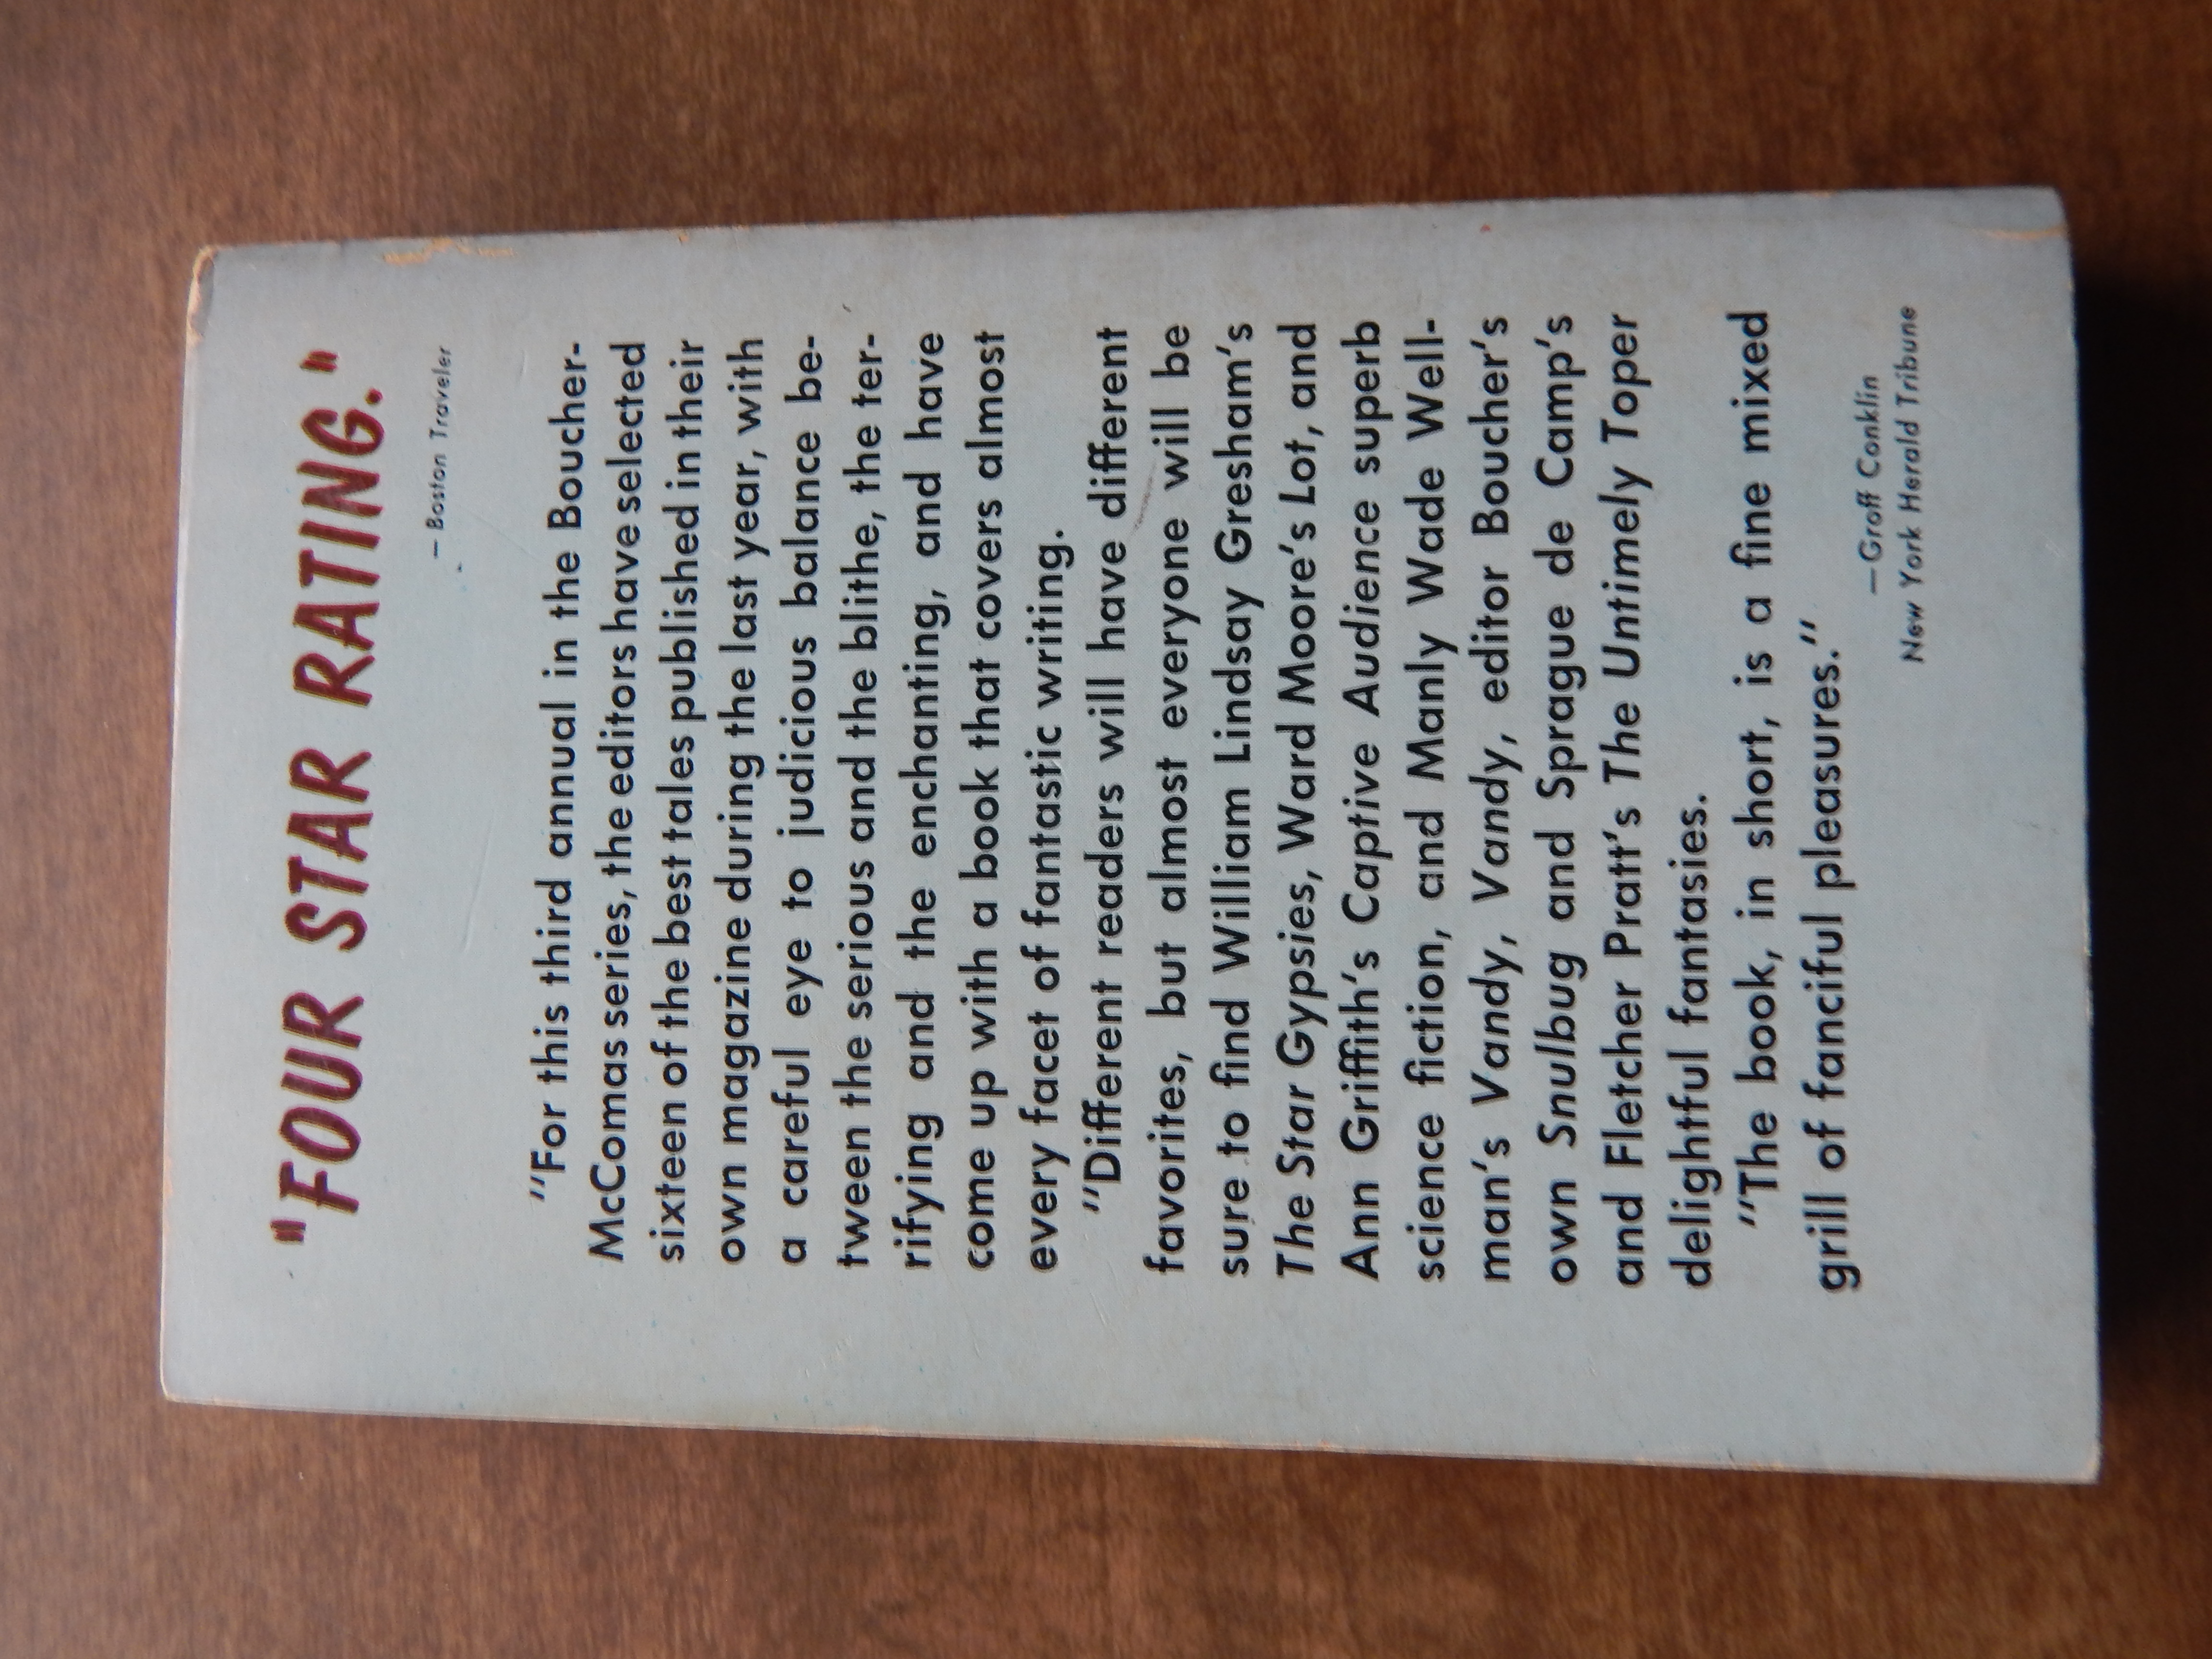 "FOUR STAR RATING."
— Boston Traveler
"For this third annual in the Boucher-
McComas series, the editors have selected
sixteen of the best tales published in their
own magazine during the last year, with
a careful eye to judicious balance be-
tween the serious and the blithe, the ter-
rifying and the enchanting, and have
come up with a book that covers almost
every facet of fantastic writing.
"Different readers will have different
favorites, but almost everyone will be
sure to find William Lindsay Gresham's
The Star Gypsies, Ward Moore's Lot, and
Ann Griffith's Captive Audience superb
science fiction, and Manly Wade Well-
man's Vandy, Vandy, editor Boucher's
own Snulbug and Sprague de Camp's
and Fletcher Pratt's The Untimely Toper
delightful fantasies.
"The book, in short, is a fine mixed
grill of fanciful pleasures."
—Groff Conklin
New York Herald Tribune